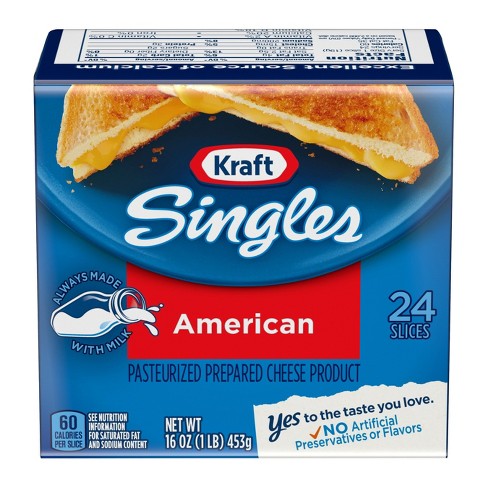 Excellent Source of Calcium
Nutrition
Facts
Kraft
Singles
ALWAYS MADE
WITH MILK
American
24
SLICES
PASTEURIZED PREPARED CHEESE PRODUCT
60
CALORIES
PER SLICE
SEE NUTRITION
INFORMATION
FOR SATURATED FAT
AND SODIUM CONTENT
NET WT
16 OZ (1 LB) 453g
Yes to the taste you love.
✓NO Artificial
Preservatives or Flavors